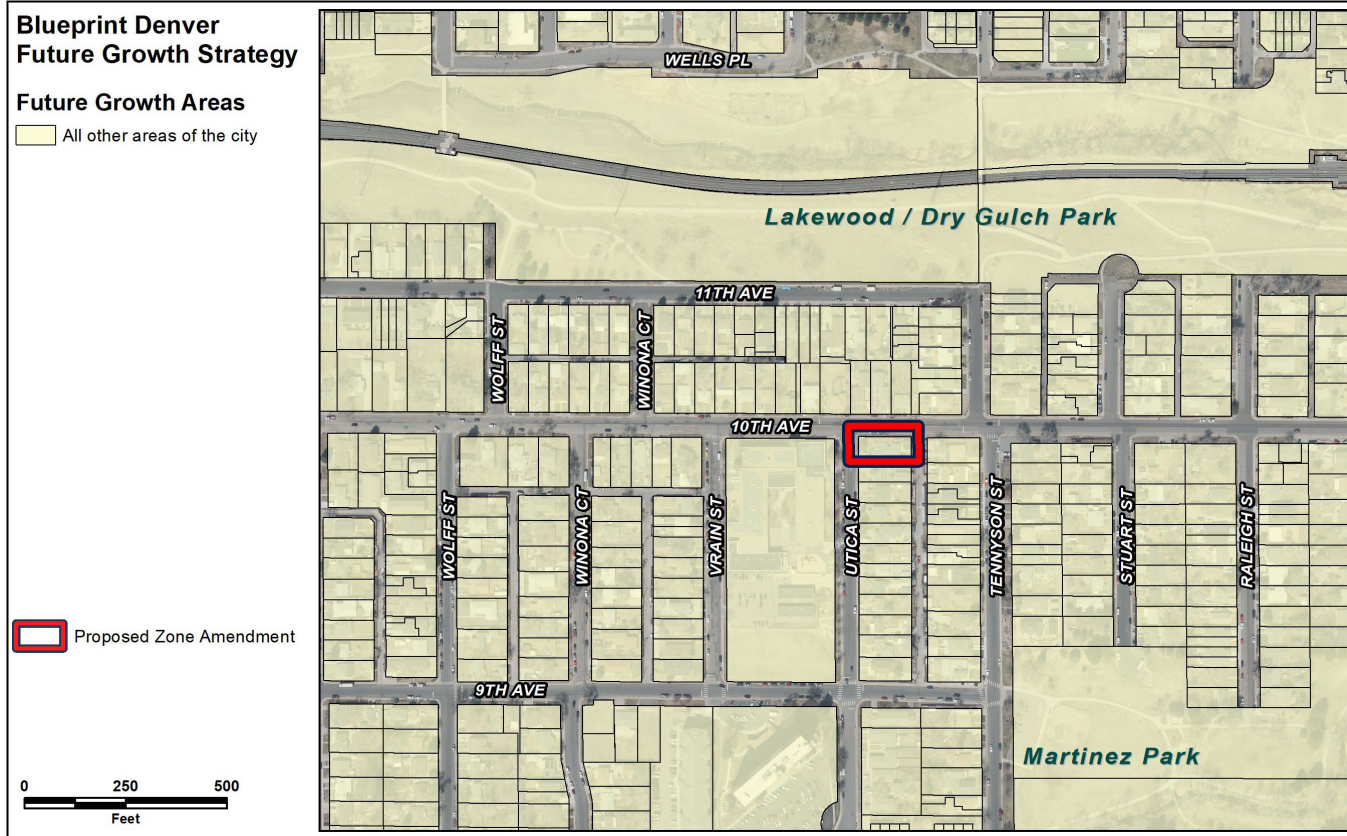 Blueprint Denver
Future Growth Strategy
Future Growth Areas
All other areas of the city
Proposed Zone Amendment
0 250 500
Feet
WELLS PL
Lakewood / Dry Gulch Park
11TH AVE
WOLFF ST
WINONA CT
10TH AVE
WOLFF ST
WINONA CT
VRAIN ST
UTICA ST
TENNYSON ST
STUART ST
RALEIGH ST
9TH AVE
Martinez Park